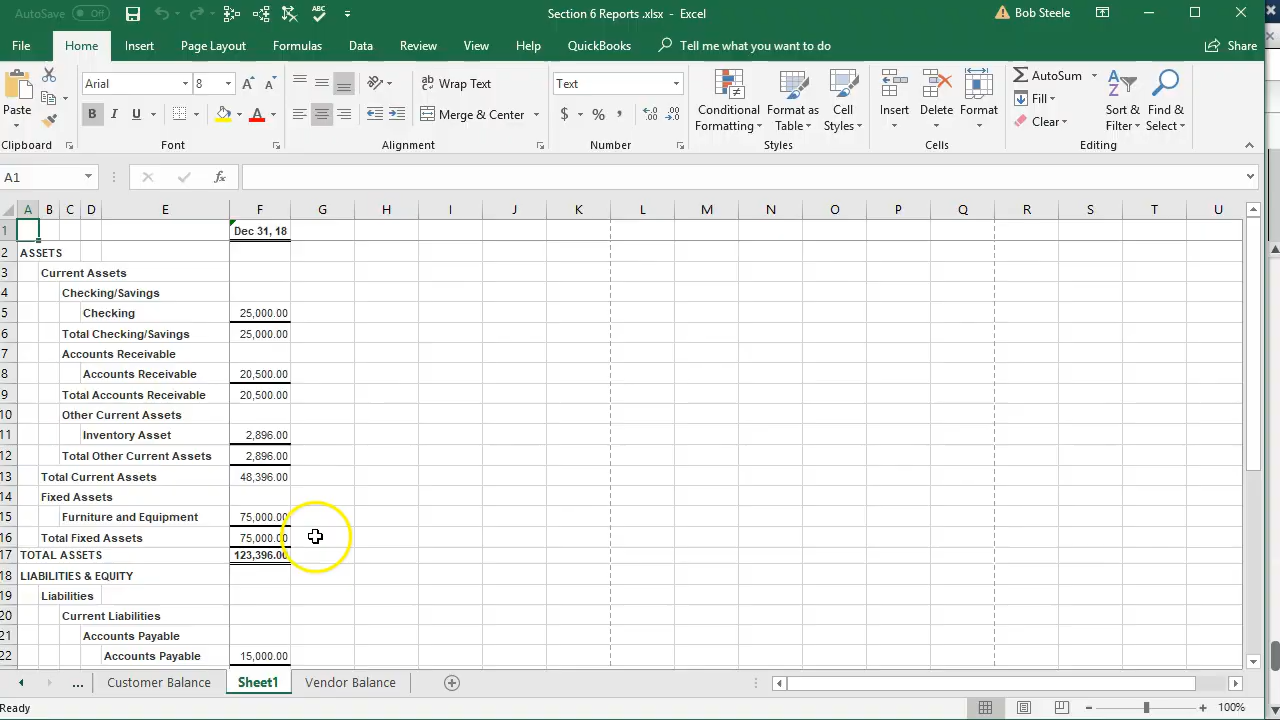 AutoSave Off Section 6 Reports .xlsx - Excel Bob Steele
File Home Insert Page Layout Formulas Data Review View Help QuickBooks Tell me what you want to do Share
Arial 8 Wrap Text Text AutoSum
Paste Conditional Format as Cell Insert Delete Format Fill Sort & Find &
B I U A Merge & Center $ % , Formatting Table Styles Clear Filter Select
Clipboard Font Alignment Number Styles Cells Editing
A1 fx
A B C D E F G H I J K L M N O P Q R S T U
1 Dec 31, 18
2 ASSETS
3 Current Assets
4 Checking/Savings
5 Checking 25,000.00
6 Total Checking/Savings 25,000.00
7 Accounts Receivable
8 Accounts Receivable 20,500.00
9 Total Accounts Receivable 20,500.00
10 Other Current Assets
11 Inventory Asset 2,896.00
12 Total Other Current Assets 2,896.00
13 Total Current Assets 48,396.00
14 Fixed Assets
15 Furniture and Equipment 75,000.00
16 Total Fixed Assets 75,000.00
17 TOTAL ASSETS 123,396.00
18 LIABILITIES & EQUITY
19 Liabilities
20 Current Liabilities
21 Accounts Payable
22 Accounts Payable 15,000.00
... Customer Balance Sheet1 Vendor Balance
Ready 100%